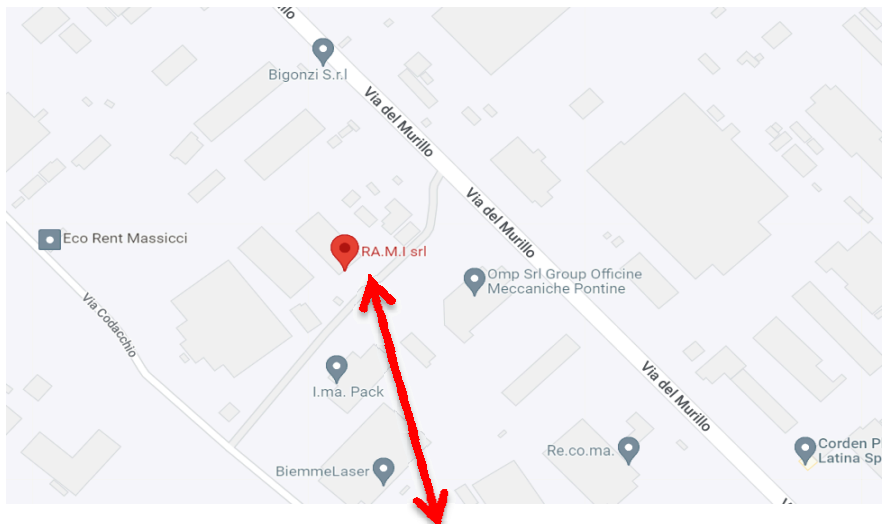 Bigonzi S.r.l
Via del Murillo
Via del Murillo
Eco Rent Massicci
RA.M.I srl
Omp Srl Group Officine
Meccaniche Pontine
Via Codacchio
I.ma. Pack
Via del Murillo
Re.co.ma.
Corden P
Latina Sp
BiemmeLaser